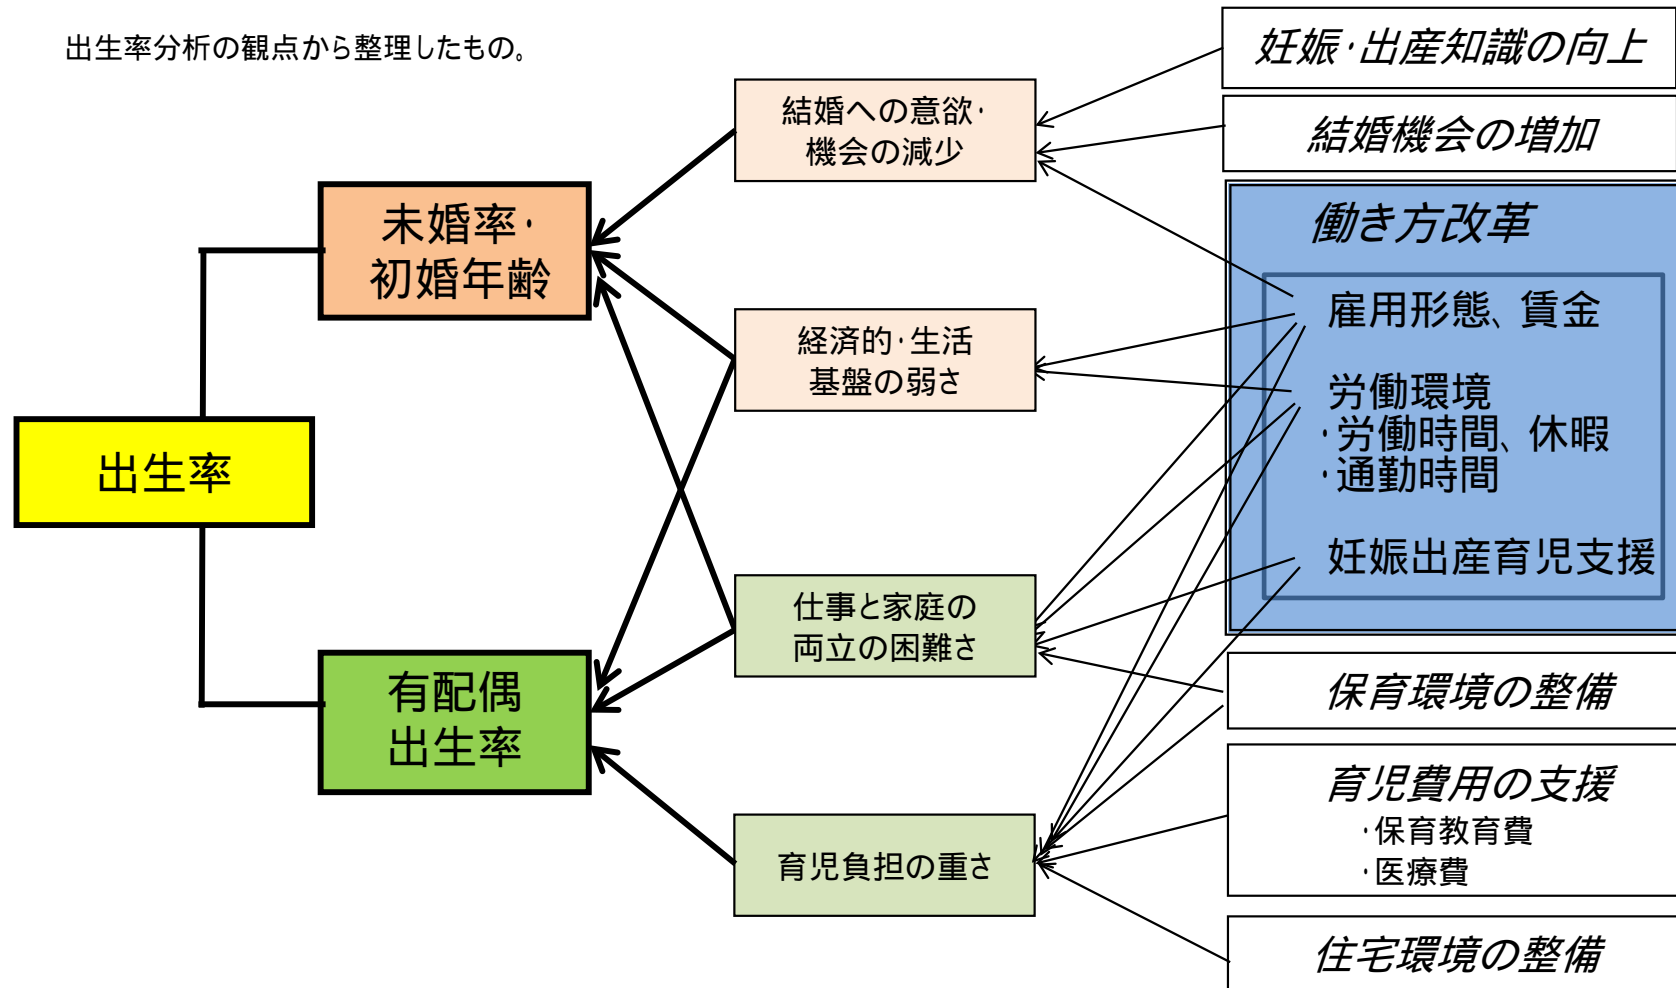 出生率分析の観点から整理したもの。
妊娠・出産知識の向上
結婚への意欲・
機会の減少
結婚機会の増加
働き方改革
未婚率・
初婚年齢
雇用形態、賃金
経済的・生活
基盤の弱さ
労働環境
・労働時間、休暇
・通勤時間
出生率
妊娠出産育児支援
仕事と家庭の
両立の困難さ
有配偶
出生率
保育環境の整備
育児費用の支援
・保育教育費
・医療費
育児負担の重さ
住宅環境の整備